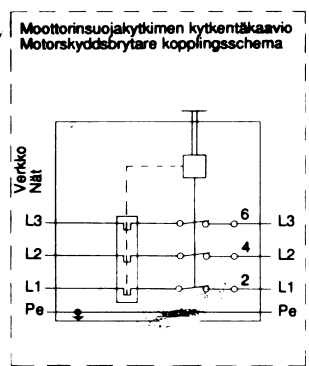 Moottorinsuojakytkimen kytkentäkaavio
Motorskyddsbrytare kopplingsschema
Verkko
Nät
L3 6 L3
L2 4 L2
L1 2 L1
Pe Pe